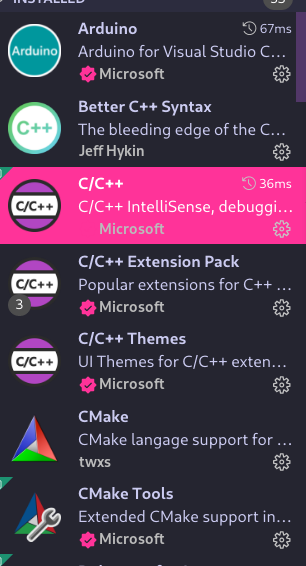 Arduino
67ms
Arduino
Arduino for Visual Studio C...
Microsoft
Better C++ Syntax
C++
The bleeding edge of the C...
Jeff Hykin
C/C++
36ms
C/C++
C/C++ IntelliSense, debuggi...
Microsoft
C/C++ Extension Pack
C/C++
Popular extensions for C++ ...
3
Microsoft
C/C++ Themes
C/C++
UI Themes for C/C++ exten...
Microsoft
CMake
CMake langage support for ...
twxs
CMake Tools
Extended CMake support in...
Microsoft